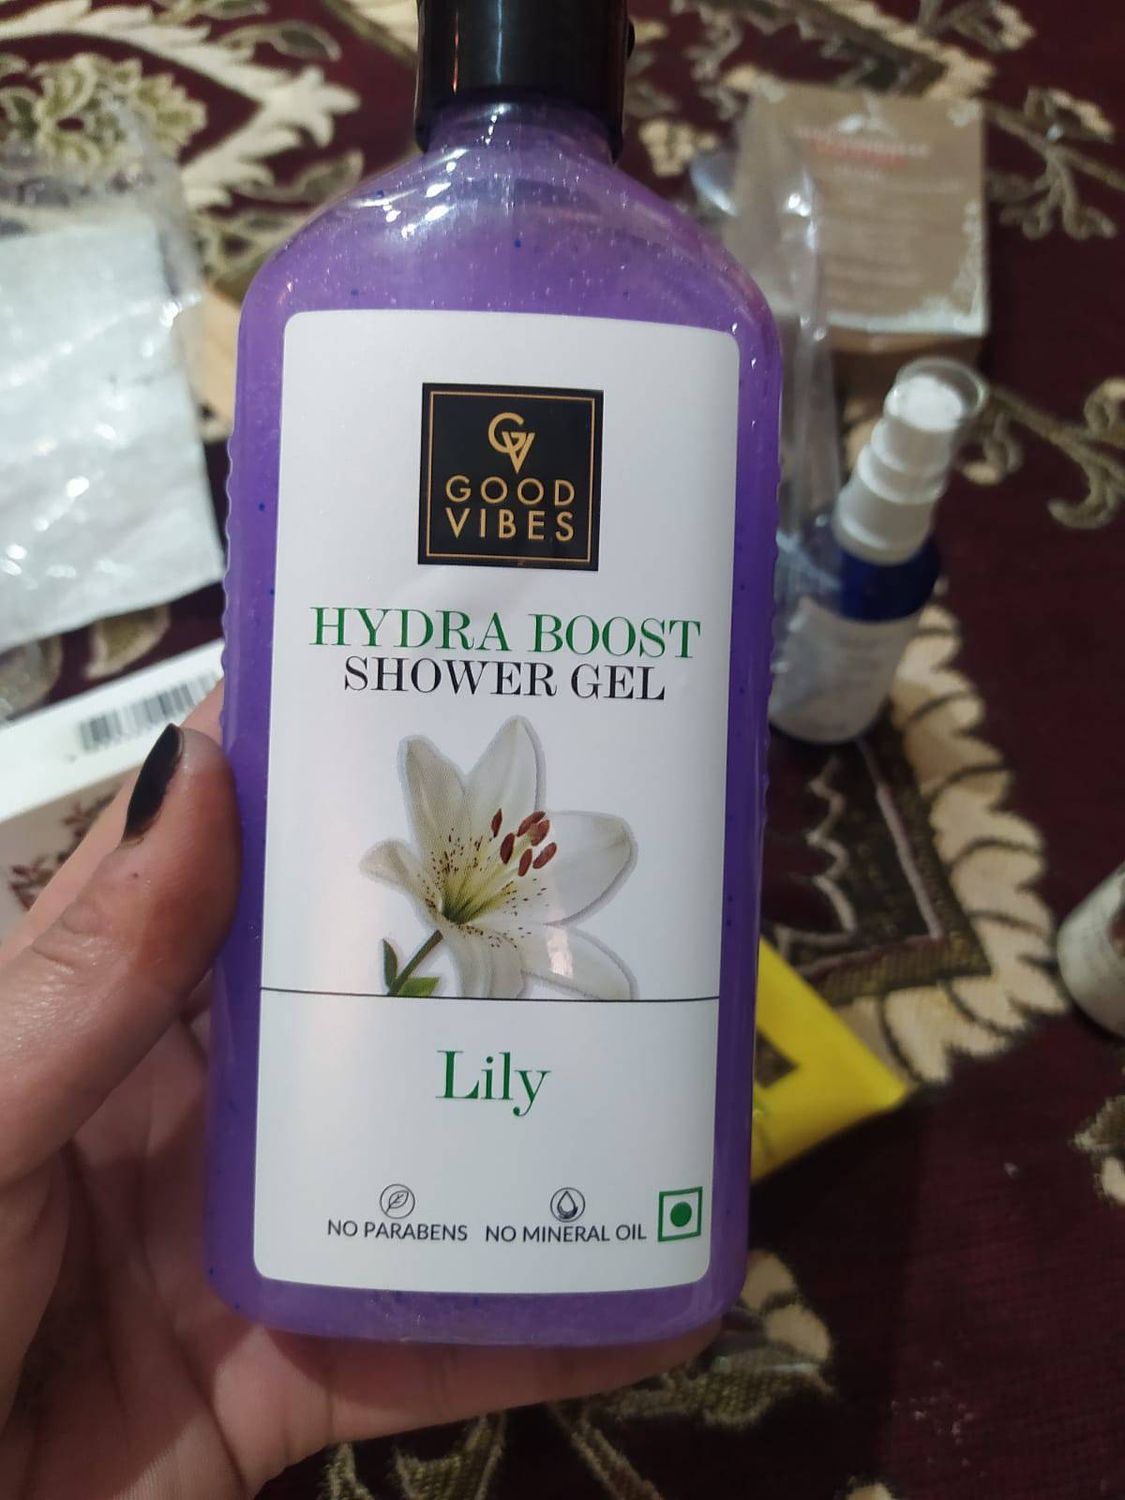 GV
GOOD
VIBES
HYDRA BOOST
SHOWER GEL
Lily
NO PARABENS NO MINERAL OIL